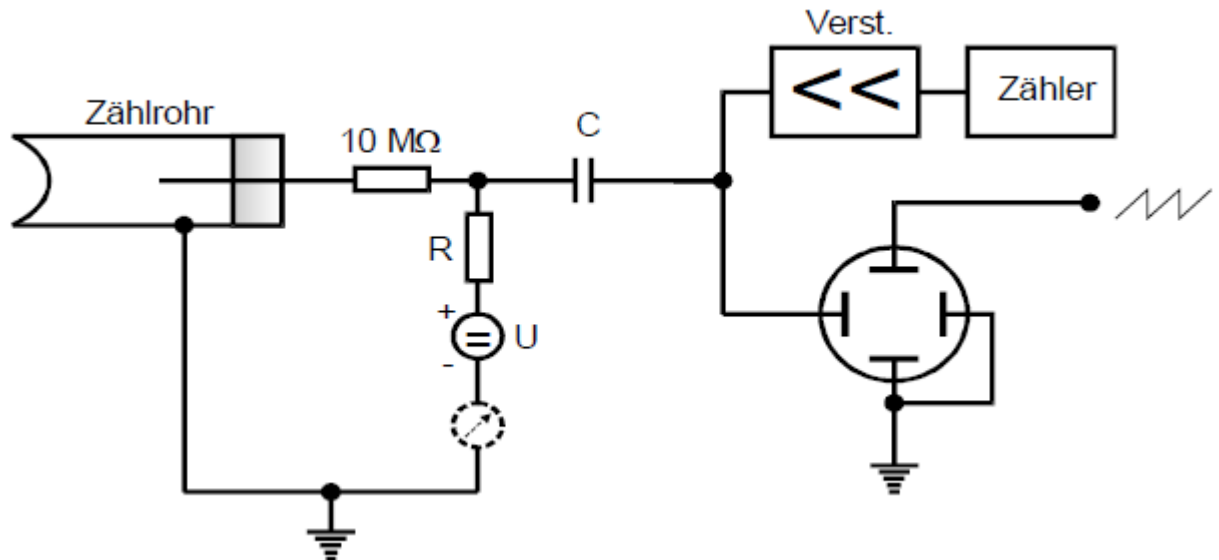 Verst.
<<
Zähler
Zählrohr
10 MΩ
C
R
+
=
U
-